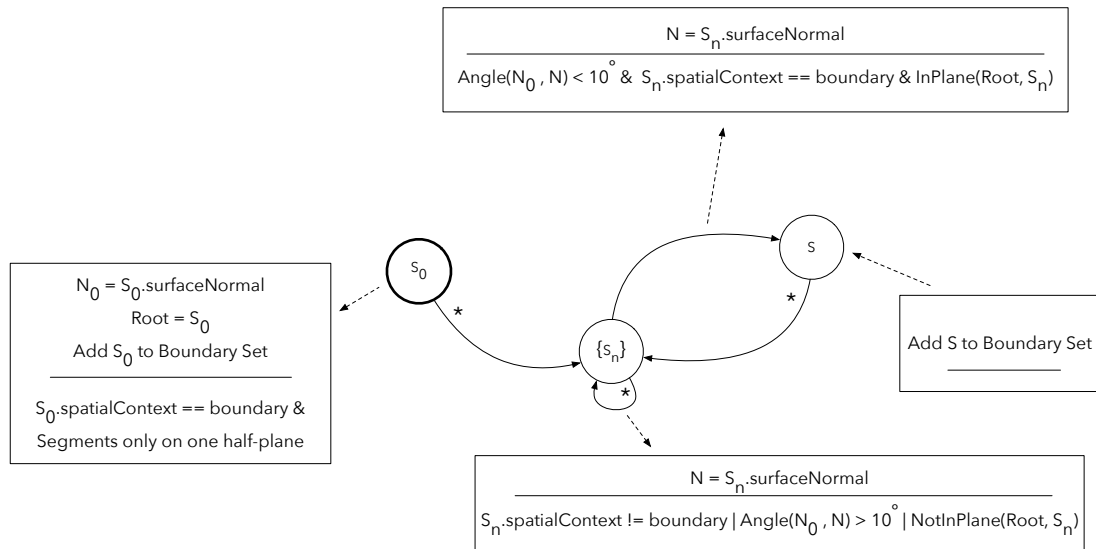 N = Sn.surfaceNormal
Angle(N0 , N) < 10° & Sn.spatialContext == boundary & InPlane(Root, Sn)
S0
S
*
*
{Sn}
*
N0 = S0.surfaceNormal
Root = S0
Add S0 to Boundary Set
S0.spatialContext == boundary &
Segments only on one half-plane
Add S to Boundary Set
N = Sn.surfaceNormal
Sn.spatialContext != boundary | Angle(N0 , N) > 10° | NotInPlane(Root, Sn)